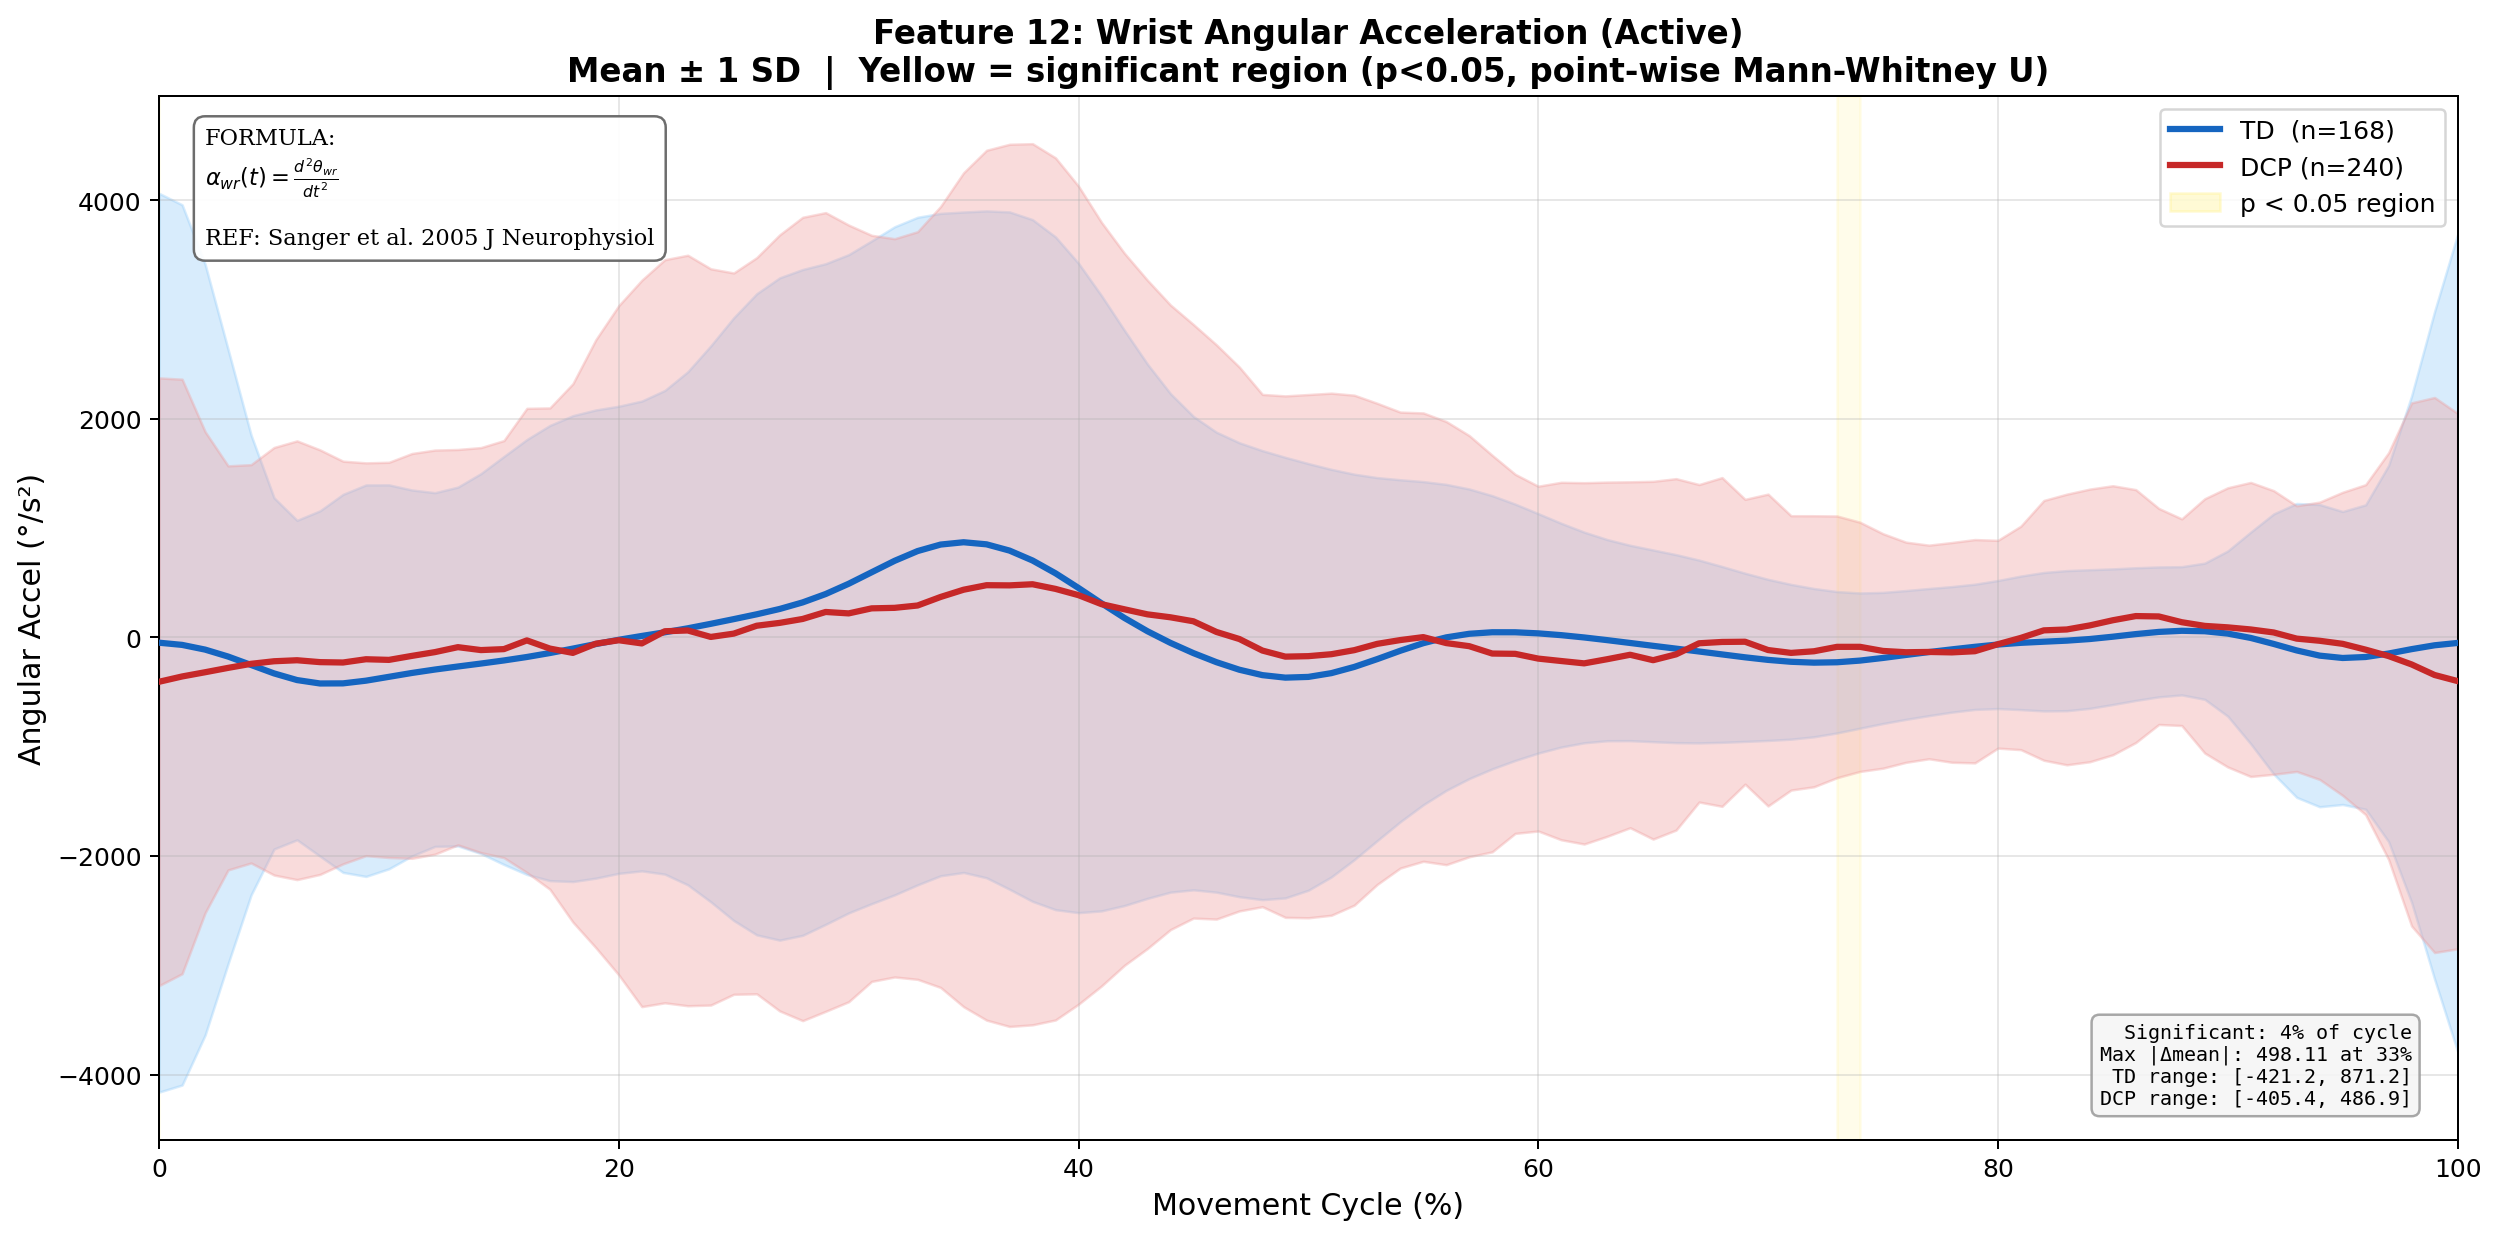 Feature 12: Wrist Angular Acceleration (Active)
Mean ± 1 SD  |  Yellow = significant region (p<0.05, point-wise Mann-Whitney U)
FORMULA:
α_wr(t) = d²θ_wr / dt²
REF: Sanger et al. 2005 J Neurophysiol
TD  (n=168)
DCP (n=240)
p < 0.05 region
Angular Accel (°/s²)
4000
2000
0
−2000
−4000
Significant: 4% of cycle
Max |Δmean|: 498.11 at 33%
TD range: [-421.2, 871.2]
DCP range: [-405.4, 486.9]
0 20 40 60 80 100
Movement Cycle (%)